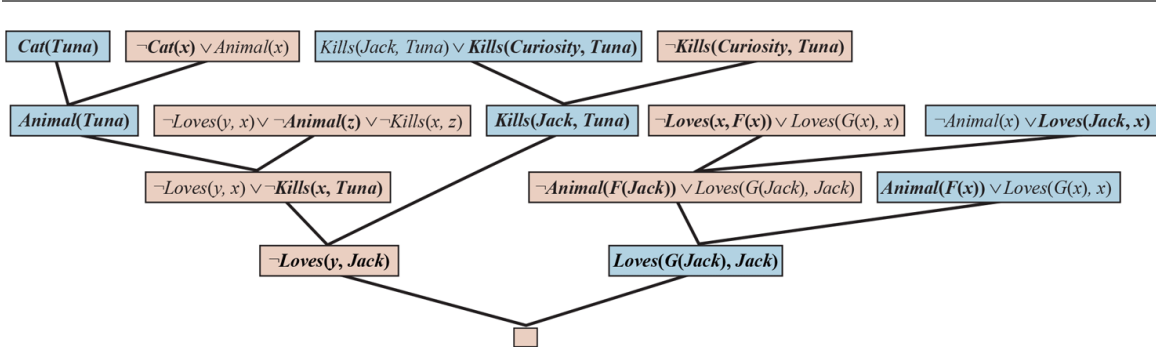 Cat(Tuna)
¬Cat(x) ∨ Animal(x)
Kills(Jack, Tuna) ∨ Kills(Curiosity, Tuna)
¬Kills(Curiosity, Tuna)
Animal(Tuna)
¬Loves(y, x) ∨ ¬Animal(z) ∨ ¬Kills(x, z)
Kills(Jack, Tuna)
¬Loves(x, F(x)) ∨ Loves(G(x), x)
¬Animal(x) ∨ Loves(Jack, x)
¬Loves(y, x) ∨ ¬Kills(x, Tuna)
¬Animal(F(Jack)) ∨ Loves(G(Jack), Jack)
Animal(F(x)) ∨ Loves(G(x), x)
¬Loves(y, Jack)
Loves(G(Jack), Jack)